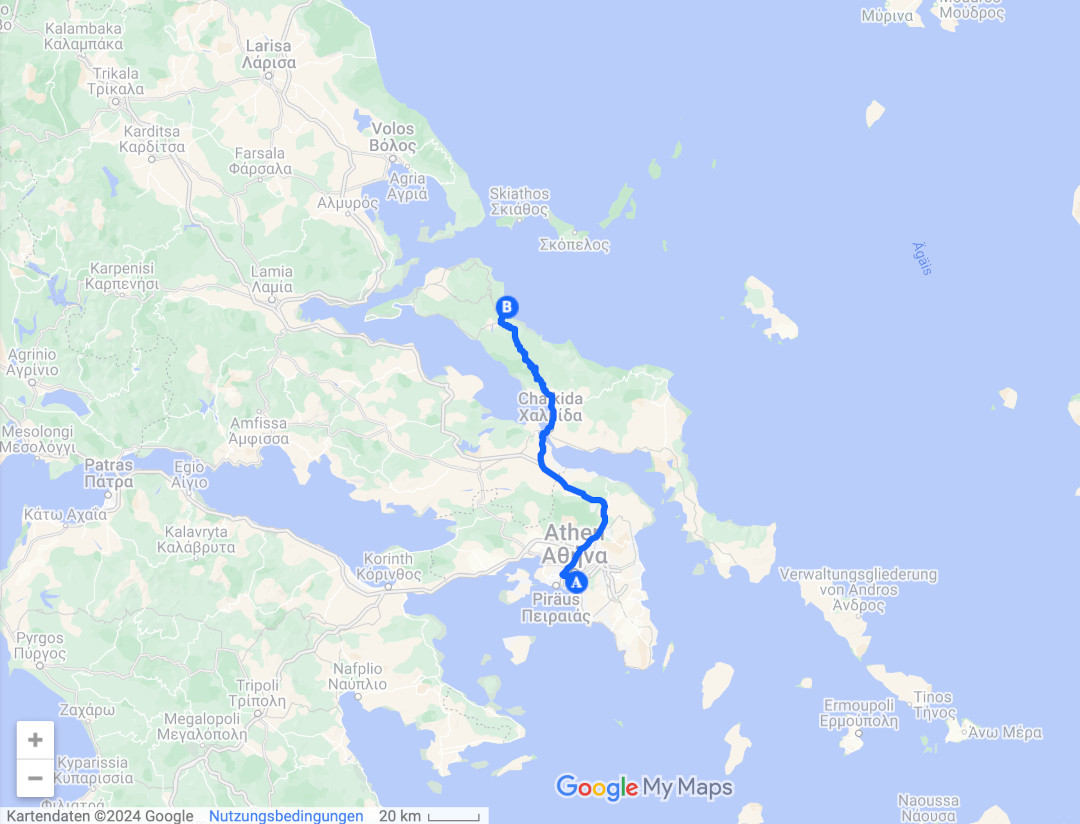 Μύρινα
Μούδρος
Kalambaka
Καλαμπάκα
Larisa
Λάρισα
Trikala
Τρίκαλα
Karditsa
Καρδίτσα
Volos
Βόλος
Farsala
Φάρσαλα
Agria
Αγριά
Αλμυρός
Skiathos
Σκιάθος
Σκόπελος
Ägäis
Karpenisi
Καρπενήσι
Lamia
Λαμία
B
Agrinio
Αγρίνιο
Chalkida
Χαλκίδα
Amfissa
Άμφισσα
Mesolongi
Μεσολόγγι
Patras
Πάτρα
Egio
Αίγιο
Κάτω Αχαΐα
Kalavryta
Καλάβρυτα
Athen
Αθήνα
Korinth
Κόρινθος
A
Piräus
Πειραιάς
Verwaltungsgliederung
von Andros
Άνδρος
Pyrgos
Πύργος
Nafplio
Ναύπλιο
Tripoli
Τρίπολη
Ζαχάρω
Megalopoli
Μεγαλόπολη
Tinos
Τήνος
Ermoupoli
Ερμούπολη
Άνω Μέρα
Kyparissia
Κυπαρισσία
Naoussa
Νάουσα
Φιλιατρά
+
−
Google My Maps
Kartendaten ©2024 Google Nutzungsbedingungen 20 km